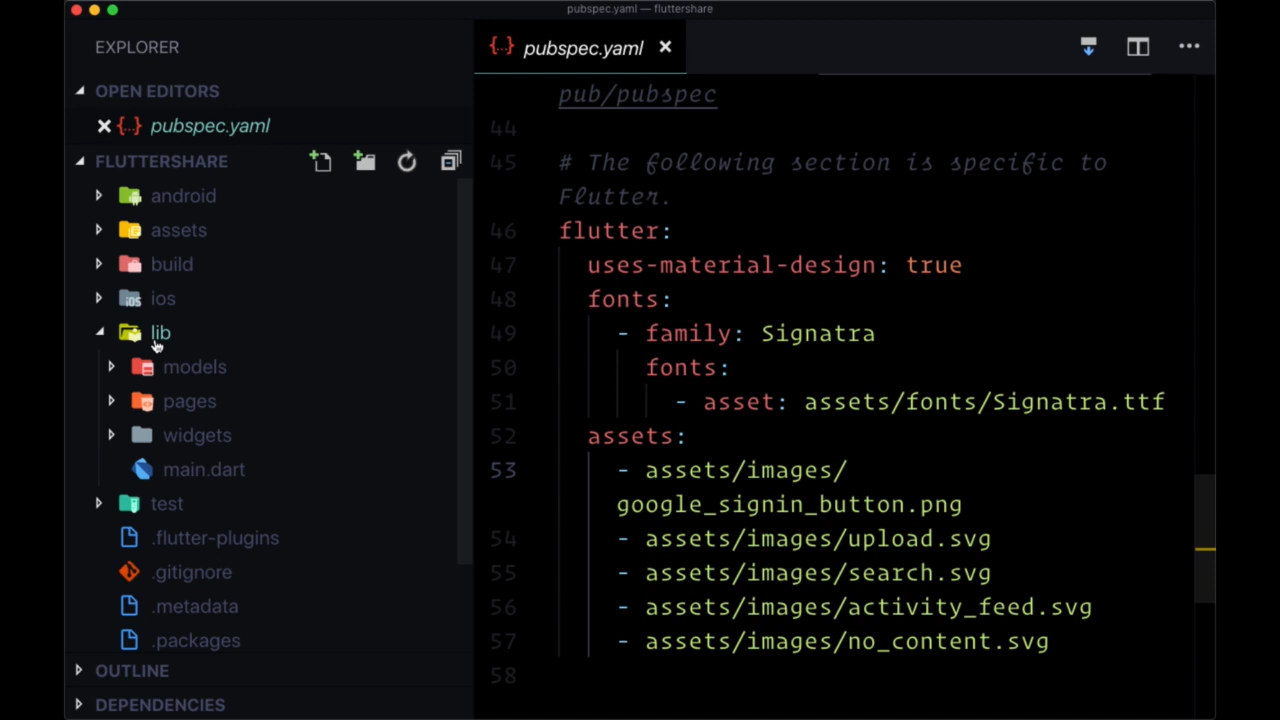 pubspec.yaml — fluttershare
EXPLORER
OPEN EDITORS
pubspec.yaml
FLUTTERSHARE
android
assets
build
ios
lib
models
pages
widgets
main.dart
test
.flutter-plugins
.gitignore
.metadata
.packages
OUTLINE
DEPENDENCIES
{..} pubspec.yaml
pub/pubspec
44
45 # The following section is specific to
Flutter.
46 flutter:
47 uses-material-design: true
48 fonts:
49 - family: Signatra
50 fonts:
51 - asset: assets/fonts/Signatra.ttf
52 assets:
53 - assets/images/
google_signin_button.png
54 - assets/images/upload.svg
55 - assets/images/search.svg
56 - assets/images/activity_feed.svg
57 - assets/images/no_content.svg
58